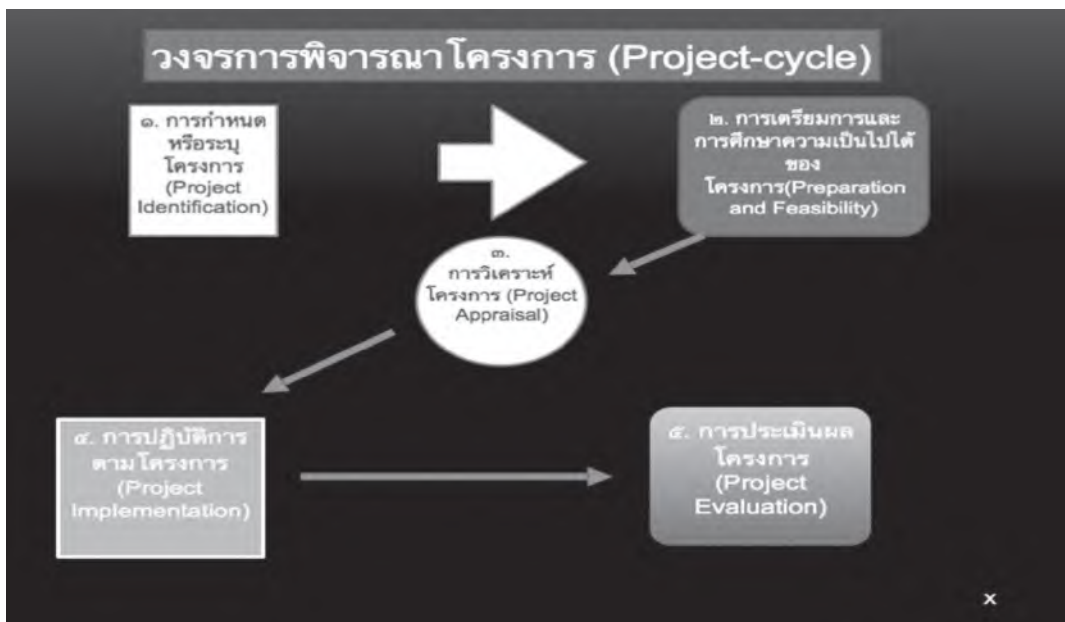 วงจรการพิจารณาโครงการ (Project-cycle)
๑. การกำหนด
หรือระบุ
โครงการ
(Project
Identification)
๒. การเตรียมการและ
การศึกษาความเป็นไปได้
ของ
โครงการ(Preparation
and Feasibility)
๓.
การวิเคราะห์
โครงการ (Project
Appraisal)
๔. การปฏิบัติการ
ตามโครงการ
(Project
Implementation)
๕. การประเมินผล
โครงการ
(Project
Evaluation)
x